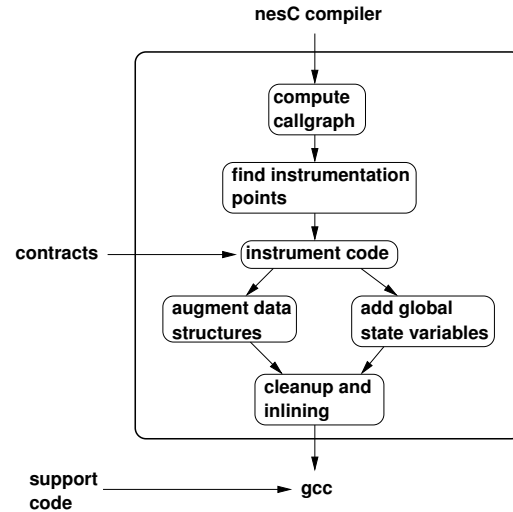 nesC compiler
compute
callgraph
find instrumentation
points
contracts
instrument code
augment data
structures
add global
state variables
cleanup and
inlining
support
code
gcc